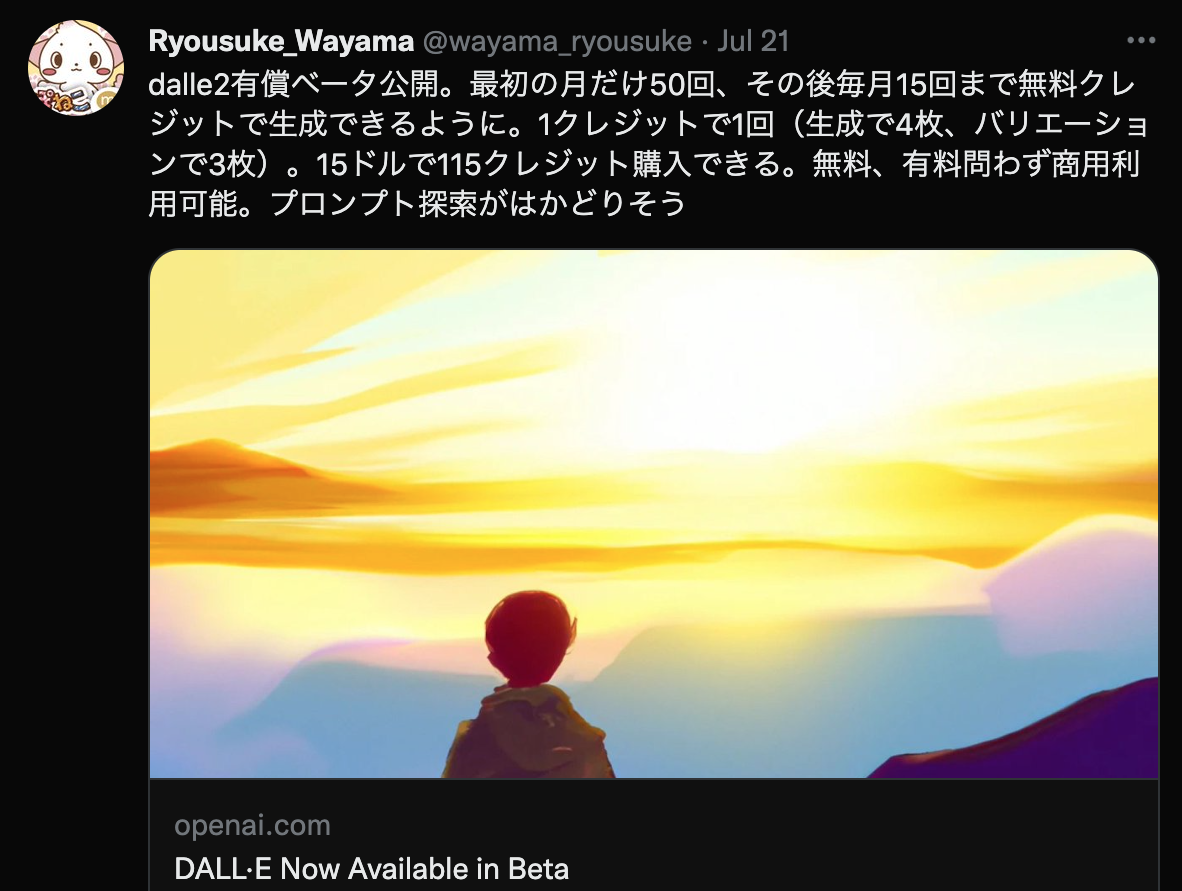 Ryousuke_Wayama @wayama_ryousuke · Jul 21
dalle2有償ベータ公開。最初の月だけ50回、その後毎月15回まで無料クレ
ジットで生成できるように。1クレジットで1回（生成で4枚、バリエーショ
ンで3枚）。15ドルで115クレジット購入できる。無料、有料問わず商用利
用可能。プロンプト探索がはかどりそう
openai.com
DALL·E Now Available in Beta